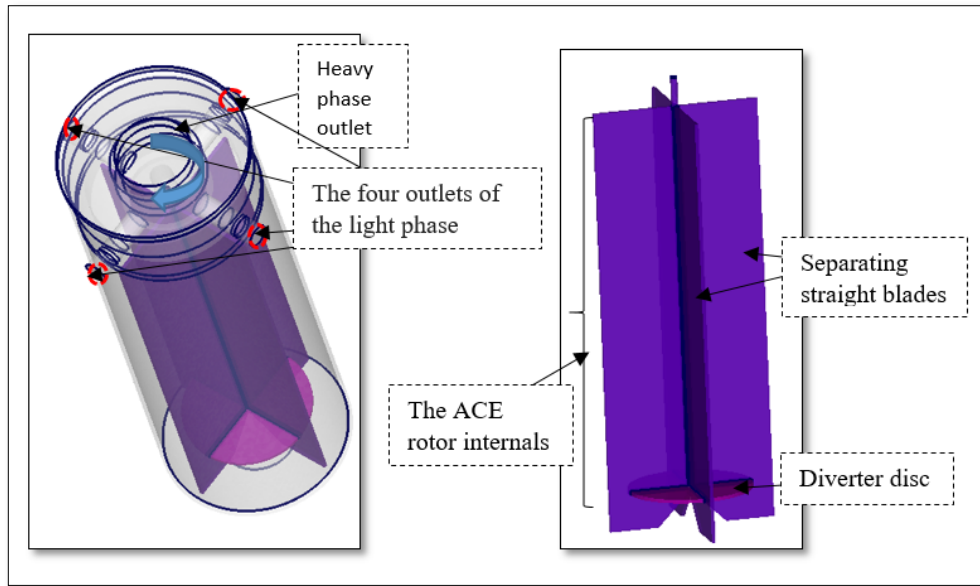 Heavy
phase
outlet
The four outlets of
the light phase
The ACE
rotor internals
Separating
straight blades
Diverter disc